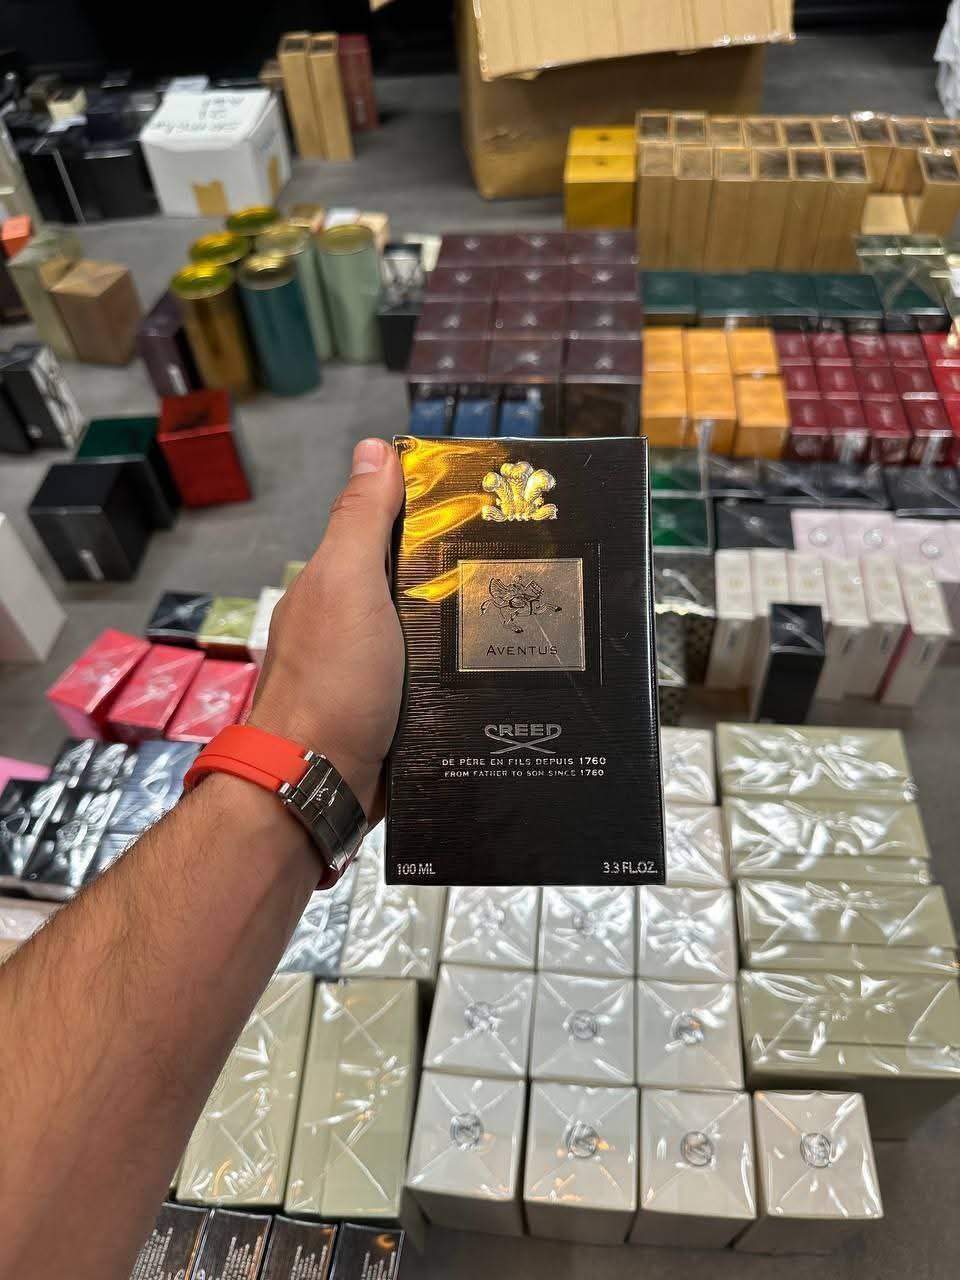 AVENTUS
CREED
DE PÈRE EN FILS DEPUIS 1760
FROM FATHER TO SON SINCE 1760
100 ML
3.3 FL.OZ.